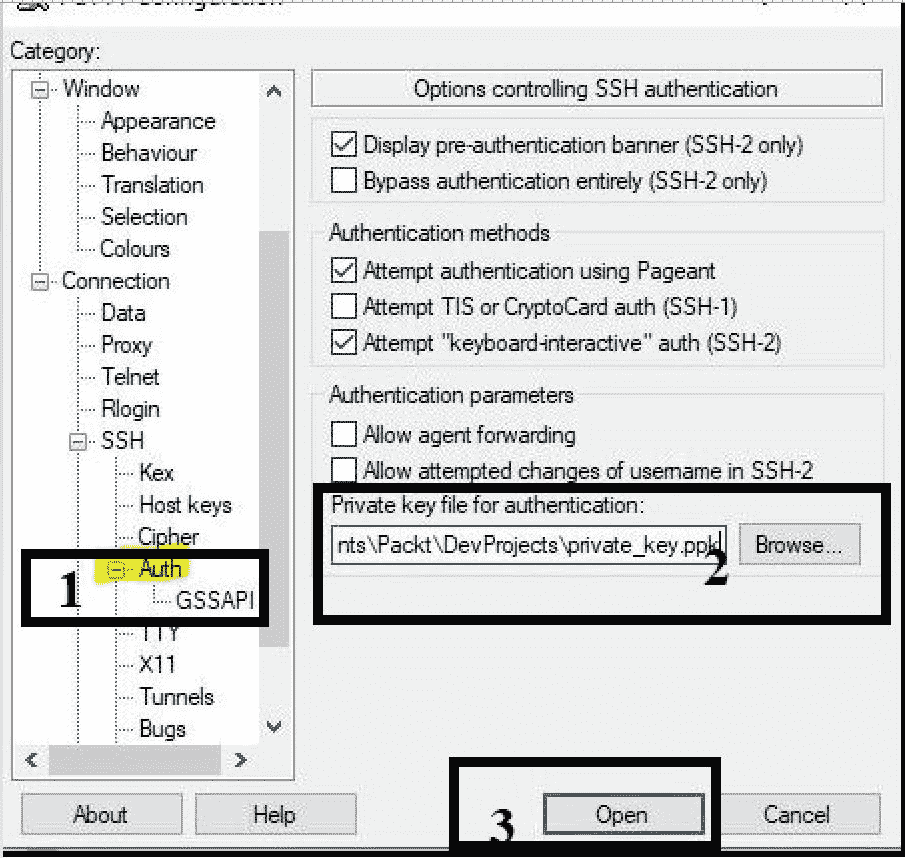 Category:
Window
Appearance
Behaviour
Translation
Selection
Colours
Connection
Data
Proxy
Telnet
Rlogin
SSH
Kex
Host keys
Cipher
1
Auth
GSSAPI
TTY
X11
Tunnels
Bugs
Options controlling SSH authentication
Display pre-authentication banner (SSH-2 only)
Bypass authentication entirely (SSH-2 only)
Authentication methods
Attempt authentication using Pageant
Attempt TIS or CryptoCard auth (SSH-1)
Attempt "keyboard-interactive" auth (SSH-2)
Authentication parameters
Allow agent forwarding
Allow attempted changes of username in SSH-2
Private key file for authentication:
nts\Packt\DevProjects\private_key.ppk
2
Browse...
About
Help
3
Open
Cancel